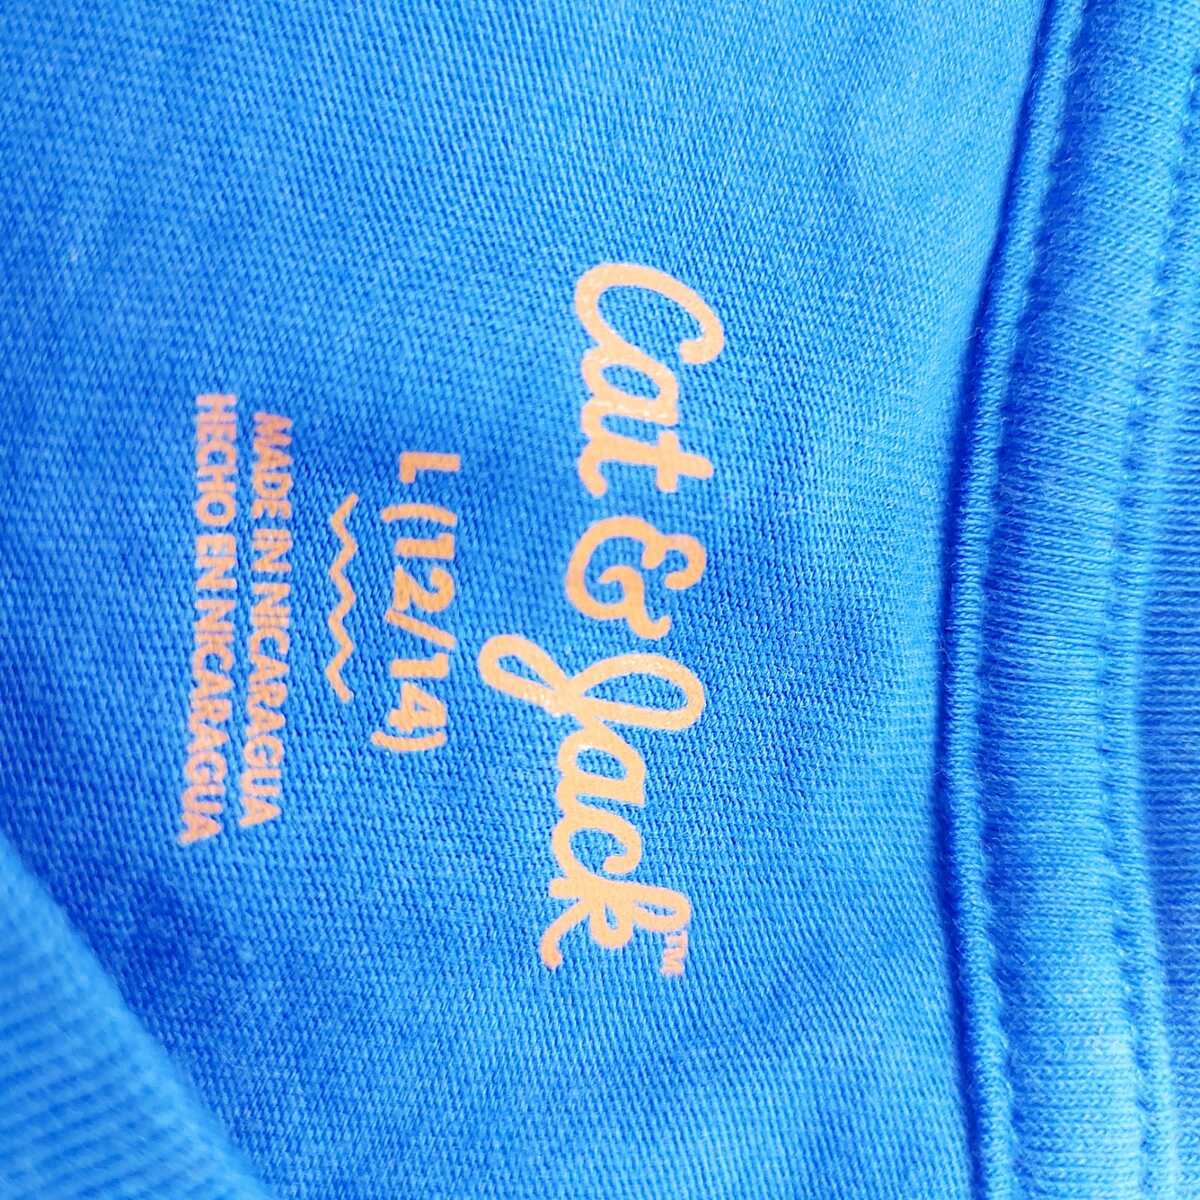 Cat & Jack™
L (12/14)
MADE IN NICARAGUA
HECHO EN NICARAGUA